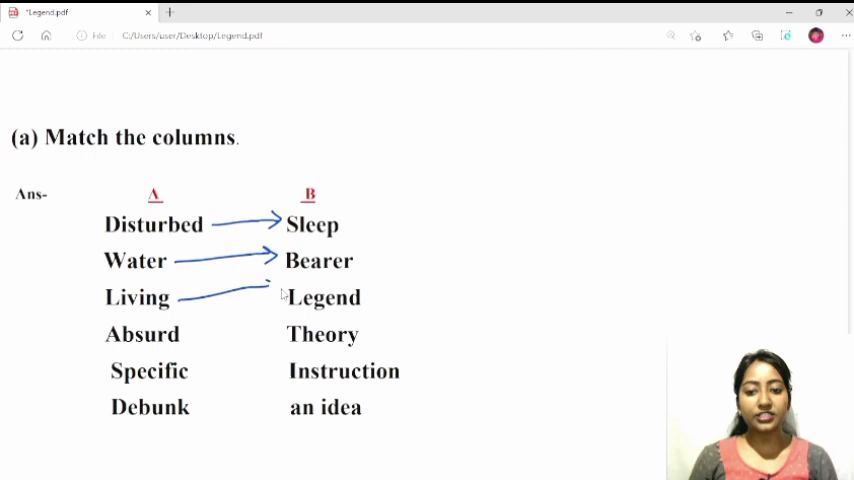 *Legend.pdf
File C:/Users/user/Desktop/Legend.pdf
(a) Match the columns.
Ans- A B
Disturbed Sleep
Water Bearer
Living Legend
Absurd Theory
Specific Instruction
Debunk an idea